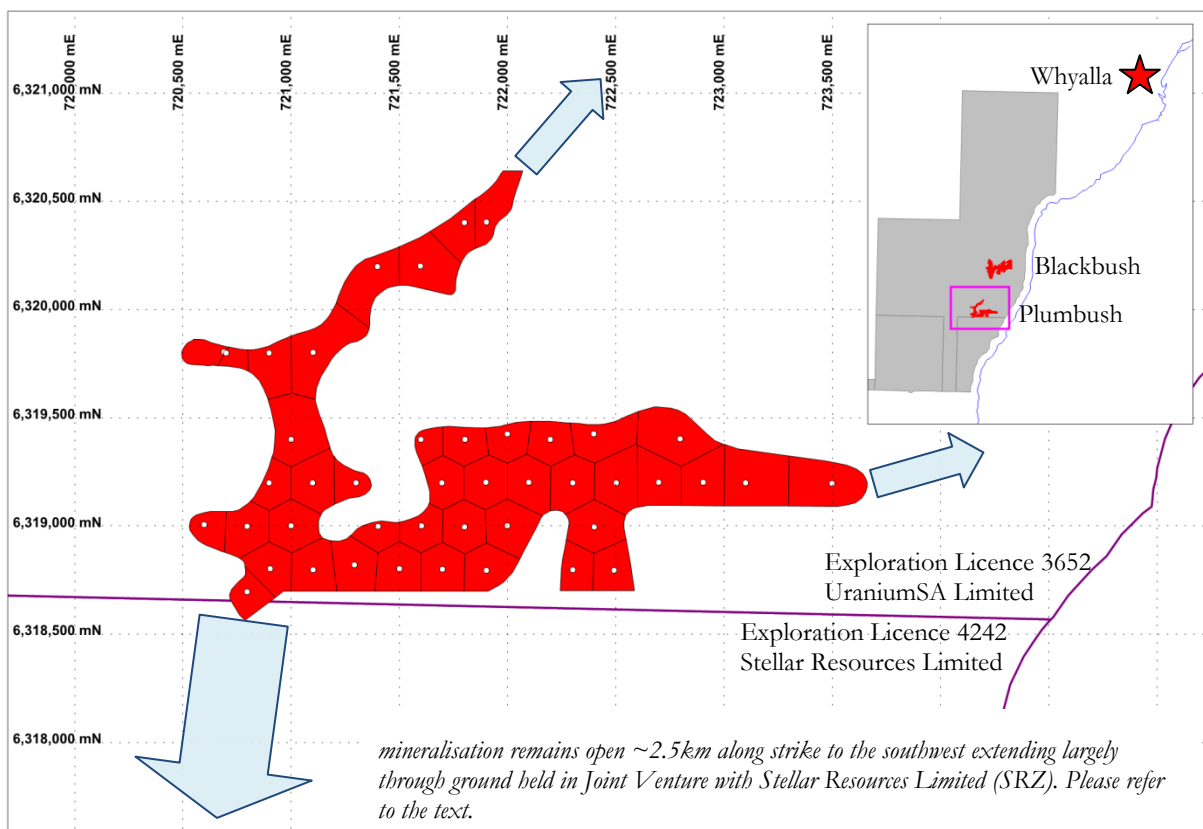 720,000 mE
720,500 mE
721,000 mE
721,500 mE
722,000 mE
722,500 mE
723,000 mE
723,500 mE
6,321,000 mN
6,320,500 mN
6,320,000 mN
6,319,500 mN
6,319,000 mN
6,318,500 mN
6,318,000 mN
Whyalla
Blackbush
Plumbush
Exploration Licence 3652
UraniumSA Limited
Exploration Licence 4242
Stellar Resources Limited
mineralisation remains open ~2.5km along strike to the southwest extending largely
through ground held in Joint Venture with Stellar Resources Limited (SRZ). Please refer
to the text.